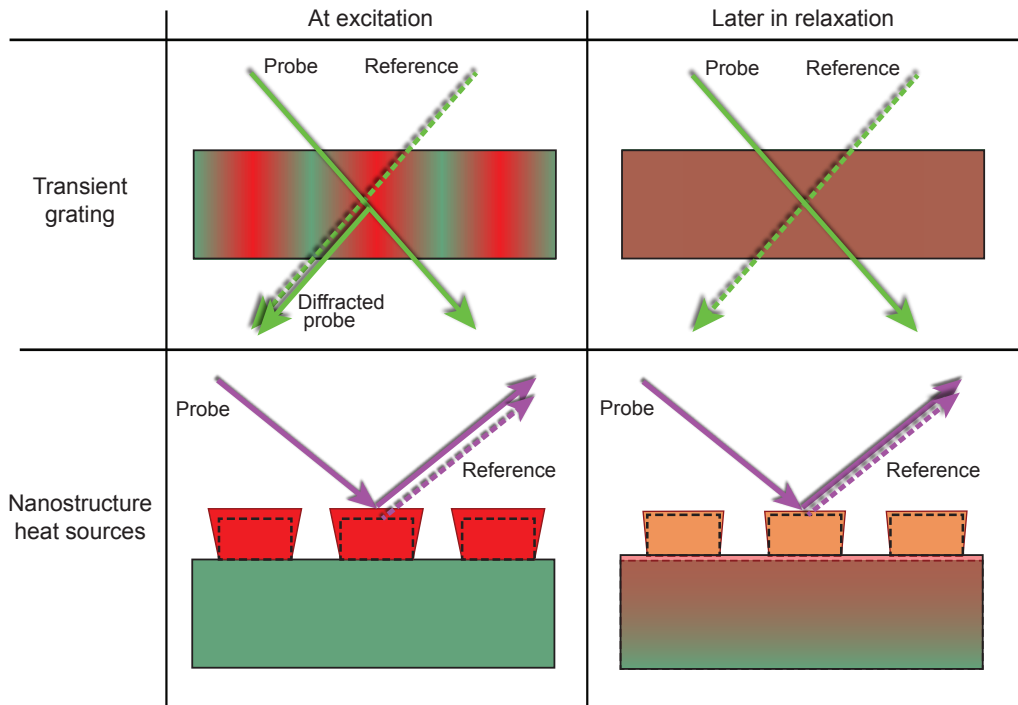 At excitation
Later in relaxation
Transient
grating
Probe
Reference
Diffracted
probe
Probe
Reference
Nanostructure
heat sources
Probe
Reference
Probe
Reference